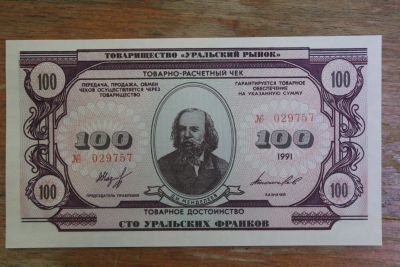 ТОВАРИЩЕСТВО «УРАЛЬСКИЙ РЫНОК»
ТОВАРНО-РАСЧЕТНЫЙ ЧЕК
100
100
ПЕРЕДАЧА, ПРОДАЖА, ОБМЕН
ЧЕКОВ ОСУЩЕСТВЛЯЕТСЯ ЧЕРЕЗ
ТОВАРИЩЕСТВО
ГАРАНТИРУЕТСЯ ТОВАРНОЕ
ОБЕСПЕЧЕНИЕ
НА УКАЗАННУЮ СУММУ
№ 029757
100
100
№ 029757
1991
ПРЕДСЕДАТЕЛЬ ПРАВЛЕНИЯ
Д.И. МЕНДЕЛЕЕВ
КАЗНАЧЕЙ
100
100
ТОВАРНОЕ ДОСТОИНСТВО
СТО УРАЛЬСКИХ ФРАНКОВ